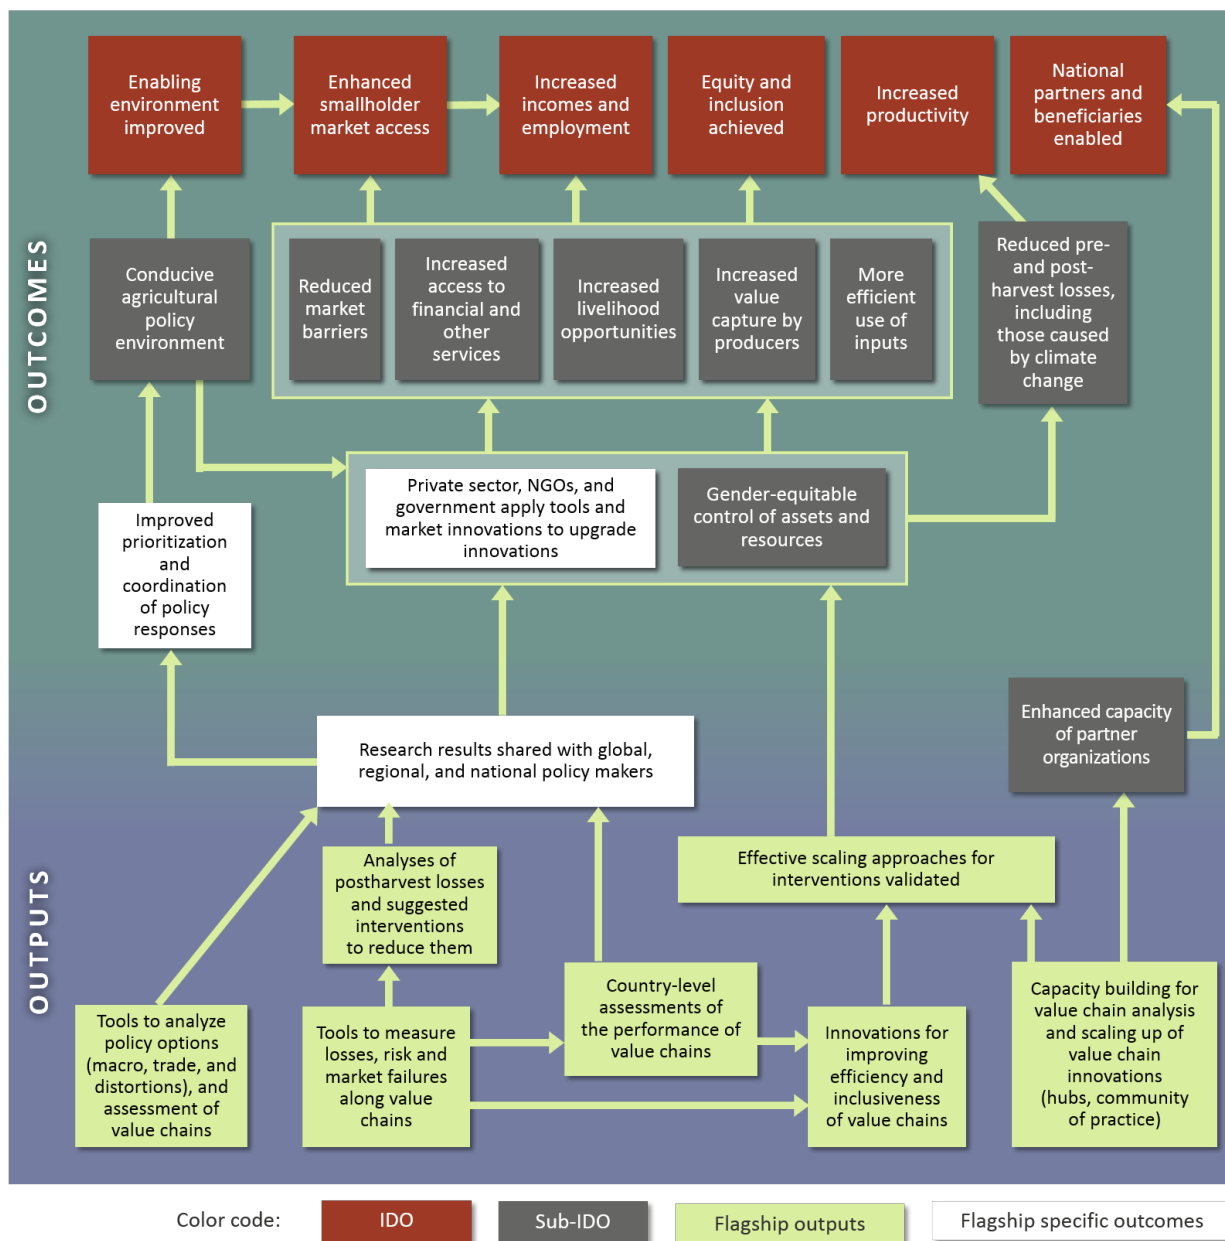 Enabling
environment
improved
Enhanced
smallholder
market access
Increased
incomes and
employment
Equity and
inclusion
achieved
Increased
productivity
National
partners and
beneficiaries
enabled
OUTCOMES
Conducive
agricultural
policy
environment
Reduced
market
barriers
Increased
access to
financial and
other
services
Increased
livelihood
opportunities
Increased
value
capture by
producers
More
efficient
use of
inputs
Reduced pre-
and post-
harvest losses,
including
those caused
by climate
change
Improved
prioritization
and
coordination
of policy
responses
Private sector, NGOs, and
government apply tools and
market innovations to upgrade
innovations
Gender-equitable
control of assets and
resources
Research results shared with global,
regional, and national policy makers
Enhanced capacity
of partner
organizations
OUTPUTS
Analyses of
postharvest losses
and suggested
interventions
to reduce them
Effective scaling approaches for
interventions validated
Tools to analyze
policy options
(macro, trade, and
distortions), and
assessment of
value chains
Tools to measure
losses, risk and
market failures
along value
chains
Country-level
assessments of
the performance of
value chains
Innovations for
improving
efficiency and
inclusiveness
of value chains
Capacity building for
value chain analysis
and scaling up of
value chain
innovations
(hubs, community
of practice)
Color code:
IDO
Sub-IDO
Flagship outputs
Flagship specific outcomes